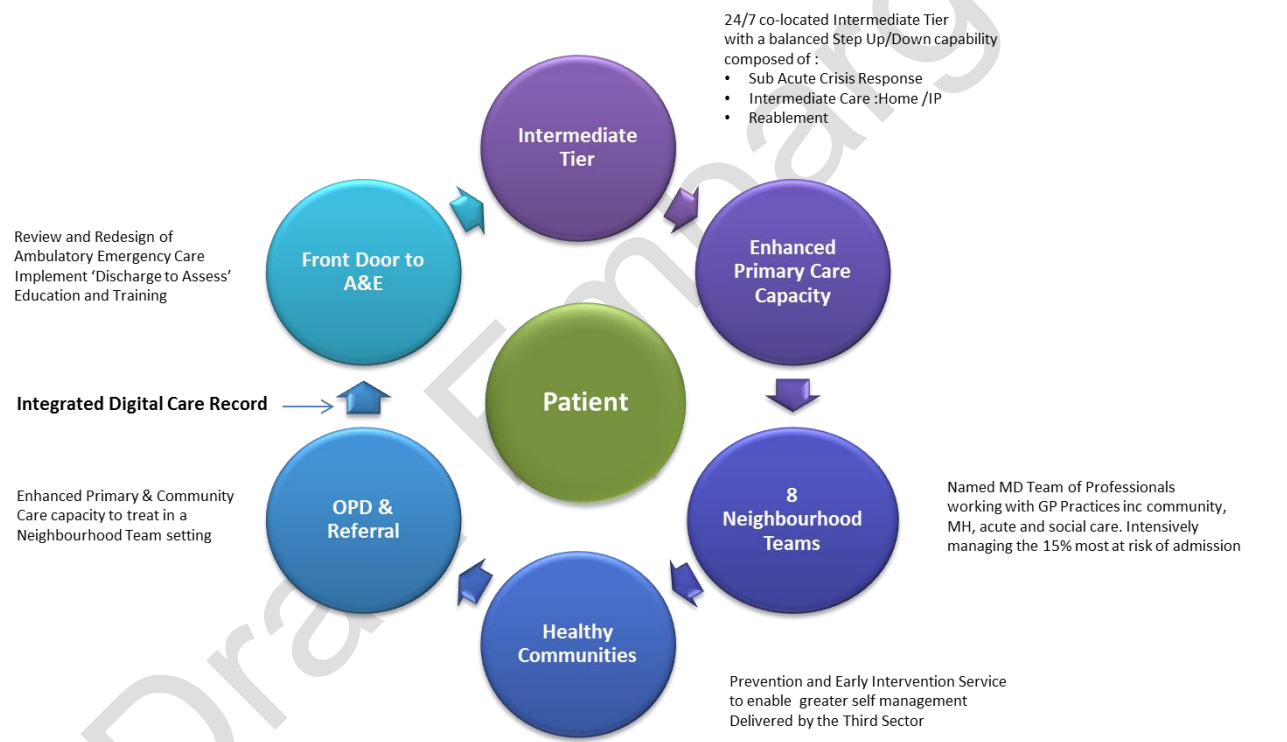 24/7 co-located Intermediate Tier
with a balanced Step Up/Down capability
composed of :
• Sub Acute Crisis Response
• Intermediate Care :Home /IP
• Reablement
Intermediate
Tier
Enhanced
Primary Care
Capacity
Front Door to
A&E
Review and Redesign of
Ambulatory Emergency Care
Implement ‘Discharge to Assess’
Education and Training
Patient
Integrated Digital Care Record
OPD &
Referral
Enhanced Primary & Community
Care capacity to treat in a
Neighbourhood Team setting
8
Neighbourhood
Teams
Named MD Team of Professionals
working with GP Practices inc community,
MH, acute and social care. Intensively
managing the 15% most at risk of admission
Healthy
Communities
Prevention and Early Intervention Service
to enable greater self management
Delivered by the Third Sector